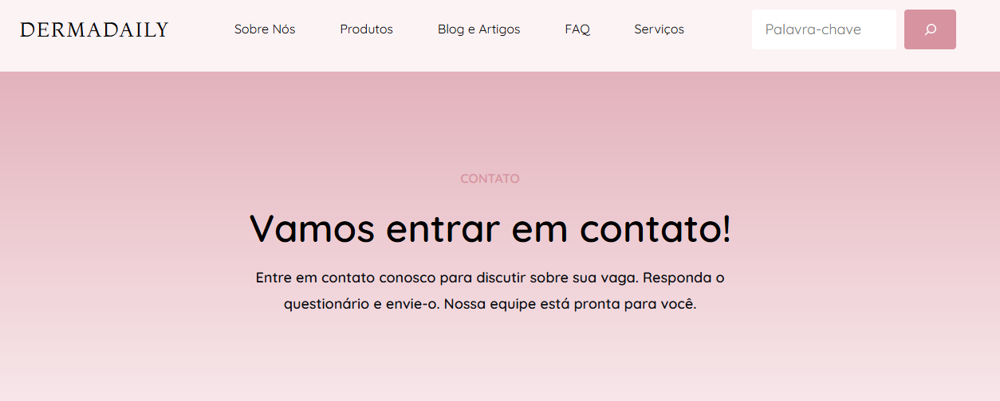 DERMADAILY Sobre Nós Produtos Blog e Artigos FAQ Serviços Palavra-chave
CONTATO
Vamos entrar em contato!
Entre em contato conosco para discutir sobre sua vaga. Responda o
questionário e envie-o. Nossa equipe está pronta para você.